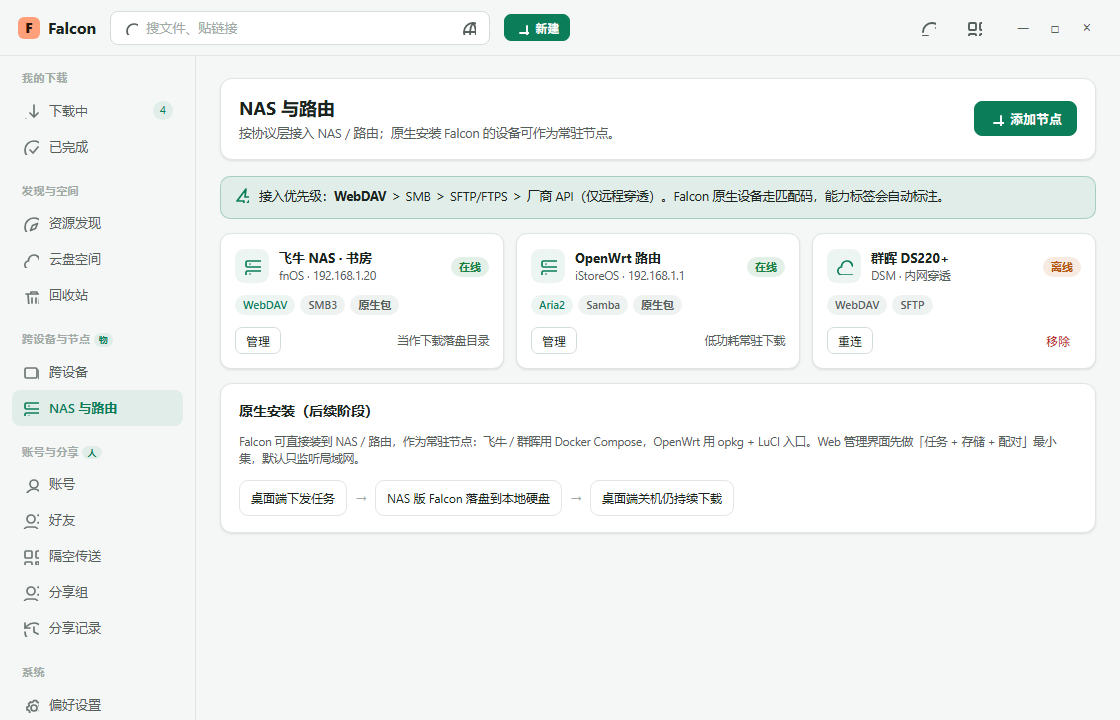 F Falcon
搜文件、贴链接
新建
我的下载
下载中 4
已完成
发现与空间
资源发现
云盘空间
回收站
跨设备与节点 物
跨设备
NAS 与路由
账号与分享 人
账号
好友
隔空传送
分享组
分享记录
系统
偏好设置
NAS 与路由
按协议层接入 NAS / 路由；原生安装 Falcon 的设备可作为常驻节点。
添加节点
接入优先级：WebDAV > SMB > SFTP/FTPS > 厂商 API（仅远程穿透）。Falcon 原生设备走匹配码，能力标签会自动标注。
飞牛 NAS · 书房
fnOS · 192.168.1.20
在线
WebDAV SMB3 原生包
管理 当作下载落盘目录
OpenWrt 路由
iStoreOS · 192.168.1.1
在线
Aria2 Samba 原生包
管理 低功耗常驻下载
群晖 DS220+
DSM · 内网穿透
离线
WebDAV SFTP
重连 移除
原生安装（后续阶段）
Falcon 可直接装到 NAS / 路由，作为常驻节点：飞牛 / 群晖用 Docker Compose，OpenWrt 用 opkg + LuCI 入口。Web 管理界面先做「任务 + 存储 + 配对」最小
集，默认只监听局域网。
桌面端下发任务 → NAS 版 Falcon 落盘到本地硬盘 → 桌面端关机仍持续下载